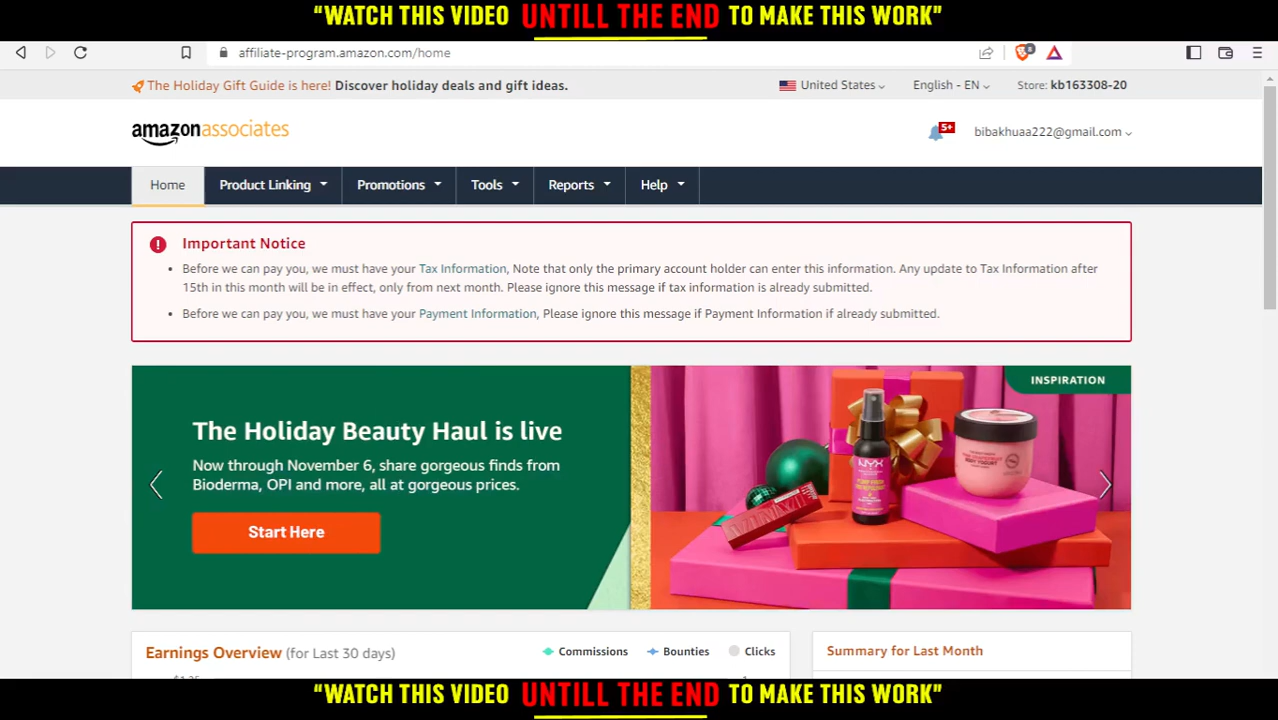 "WATCH THIS VIDEO UNTILL THE END TO MAKE THIS WORK"
affiliate-program.amazon.com/home
The Holiday Gift Guide is here! Discover holiday deals and gift ideas.
United States
English - EN
Store: kb163308-20
amazonassociates
5+
bibakhuaa222@gmail.com
Home
Product Linking
Promotions
Tools
Reports
Help
Important Notice
Before we can pay you, we must have your Tax Information, Note that only the primary account holder can enter this information. Any update to Tax Information after
15th in this month will be in effect, only from next month. Please ignore this message if tax information is already submitted.
Before we can pay you, we must have your Payment Information, Please ignore this message if Payment Information if already submitted.
INSPIRATION
The Holiday Beauty Haul is live
Now through November 6, share gorgeous finds from
Bioderma, OPI and more, all at gorgeous prices.
Start Here
NYX
Earnings Overview (for Last 30 days)
Commissions
Bounties
Clicks
Summary for Last Month
"WATCH THIS VIDEO UNTILL THE END TO MAKE THIS WORK"